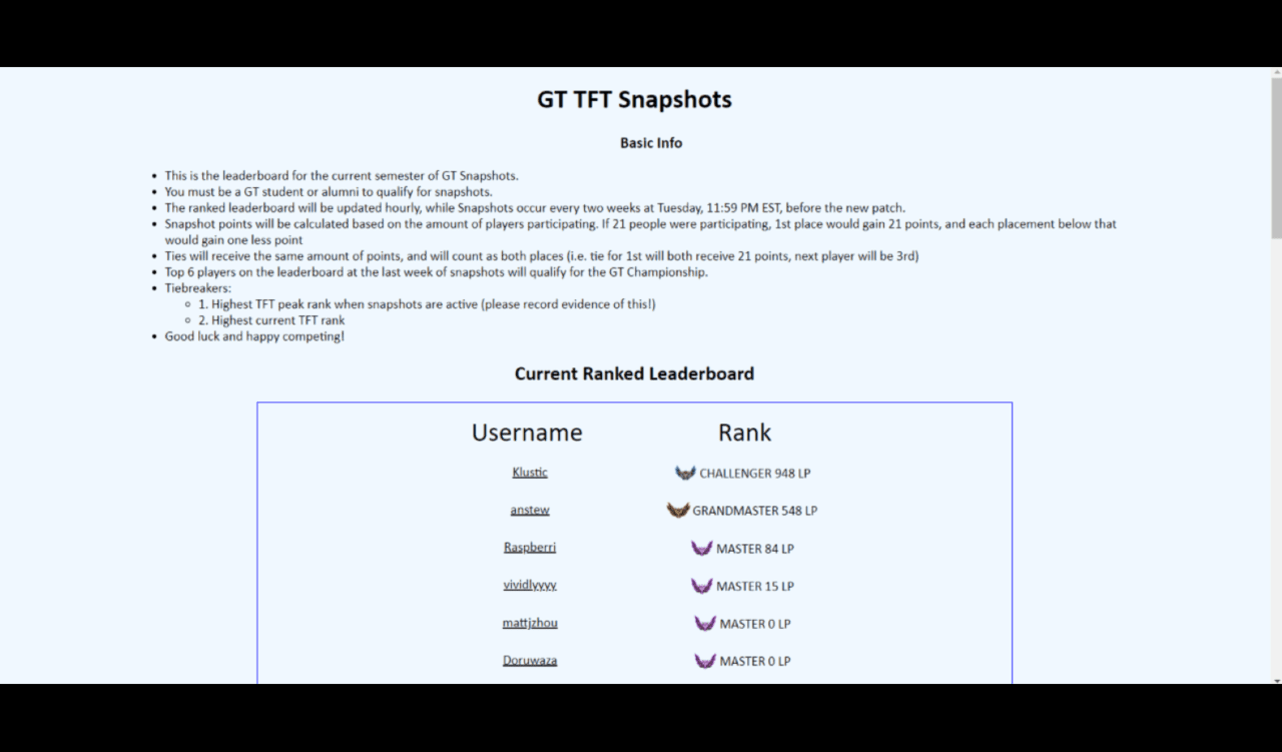 GT TFT Snapshots
Basic Info
• This is the leaderboard for the current semester of GT Snapshots.
• You must be a GT student or alumni to qualify for snapshots.
• The ranked leaderboard will be updated hourly, while Snapshots occur every two weeks at Tuesday, 11:59 PM EST, before the new patch.
• Snapshot points will be calculated based on the amount of players participating. If 21 people were participating, 1st place would gain 21 points, and each placement below that
would gain one less point
• Ties will receive the same amount of points, and will count as both places (i.e. tie for 1st will both receive 21 points, next player will be 3rd)
• Top 6 players on the leaderboard at the last week of snapshots will qualify for the GT Championship.
• Tiebreakers:
◦ 1. Highest TFT peak rank when snapshots are active (please record evidence of this!)
◦ 2. Highest current TFT rank
• Good luck and happy competing!
Current Ranked Leaderboard
Username Rank
Klustic CHALLENGER 948 LP
anstew GRANDMASTER 548 LP
Raspberri MASTER 84 LP
vividlyyyy MASTER 15 LP
mattjzhou MASTER 0 LP
Doruwaza MASTER 0 LP